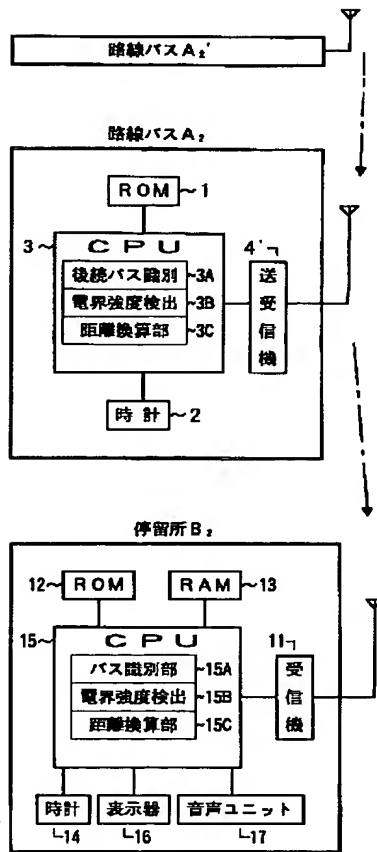 路線バスA₂'
路線バスA₂
ROM 1
3 CPU 4'
後続バス識別 3A
電界強度検出 3B
距離換算部 3C
送受信機
時計 2
停留所B₂
12 ROM RAM 13
15 CPU 11
バス識別部 15A
電界強度検出 15B
距離換算部 15C
受信機
時計 表示器 音声ユニット
14 16 17